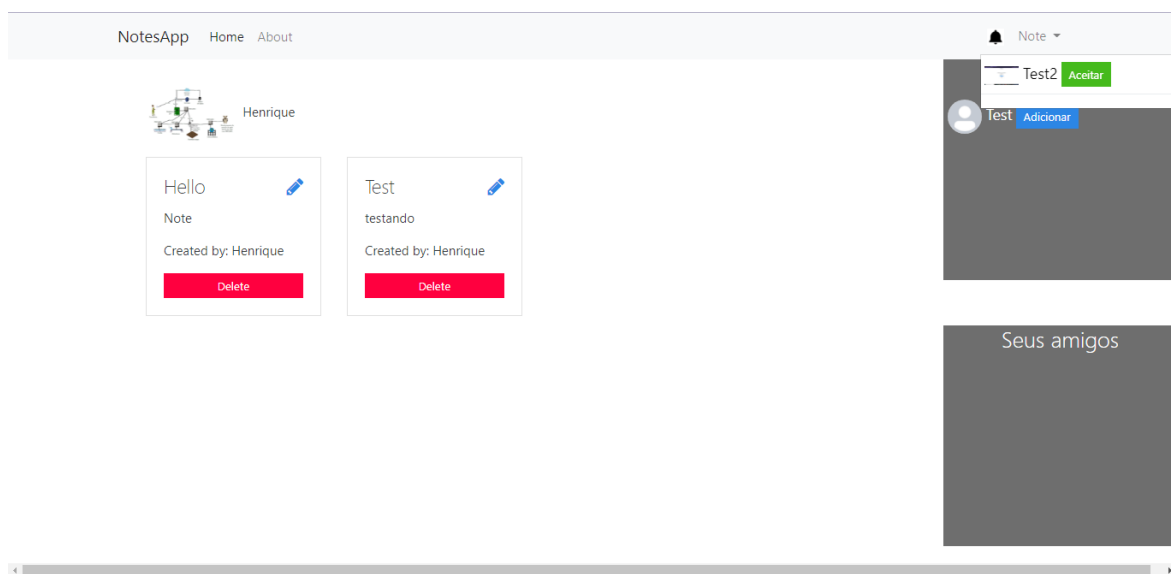 NotesApp Home About Note
Test2 Aceitar
Henrique
Test Adicionar
Hello
Note
Created by: Henrique
Delete
Test
testando
Created by: Henrique
Delete
Seus amigos